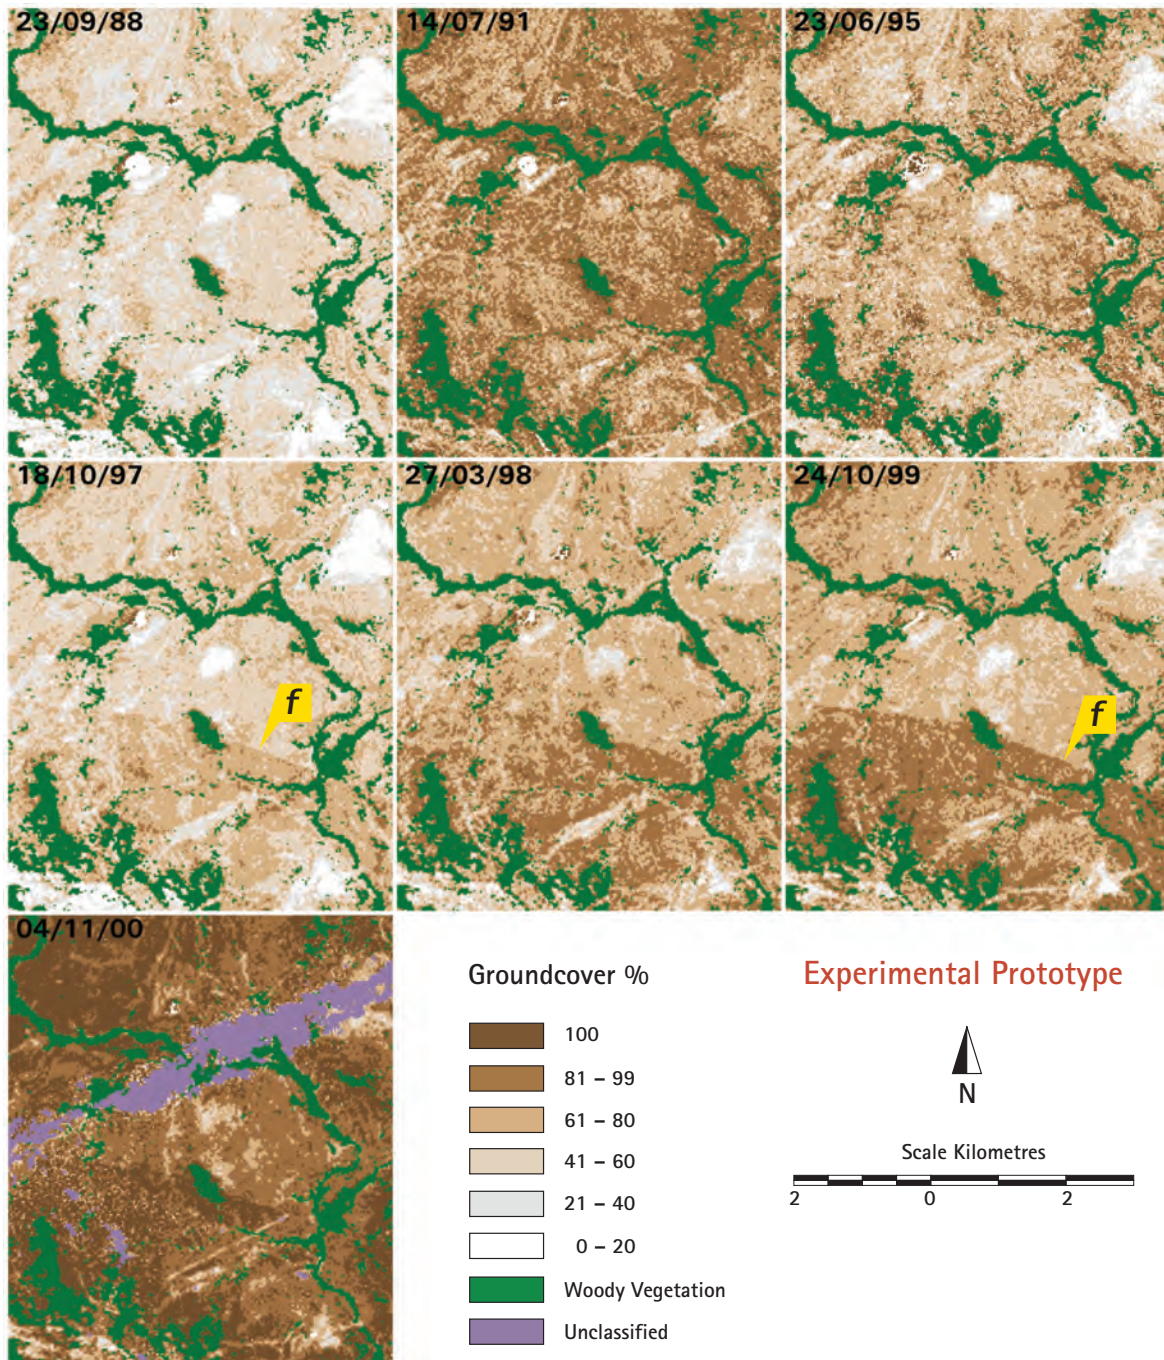 23/09/88
14/07/91
23/06/95
18/10/97
27/03/98
24/10/99
f
f
04/11/00
Groundcover %
100
81 – 99
61 – 80
41 – 60
21 – 40
0 – 20
Woody Vegetation
Unclassified
Experimental Prototype
N
Scale Kilometres
2 0 2